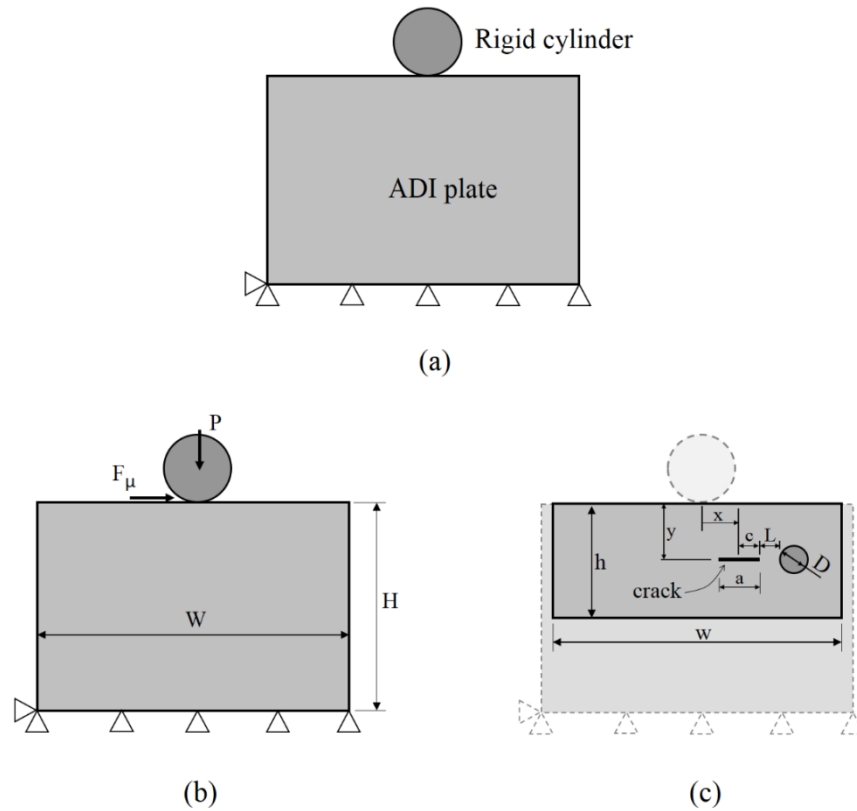 Rigid cylinder
ADI plate
(a)
P
Fμ
W
H
(b)
x
y
c
L
D
h
crack
a
w
(c)